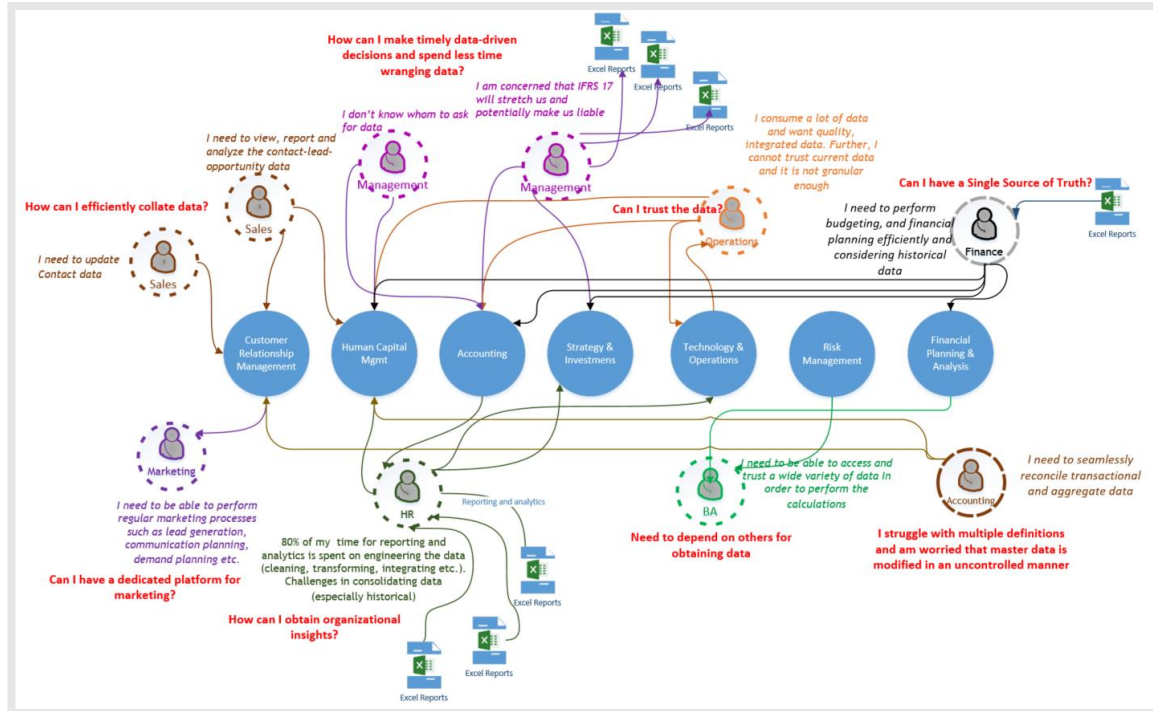 How can I make timely data-driven
decisions and spend less time
wranging data?
Excel Reports
Excel Reports
Excel Reports
I am concerned that IFRS 17
will stretch us and
potentially make us liable
I don't know whom to ask
for data
I need to view, report and
analyze the contact-lead-
opportunity data
I consume a lot of data
and want quality,
integrated data. Further, I
cannot trust current data
and it is not granular
enough
Management
Management
Can I have a Single Source of Truth?
How can I efficiently collate data?
Sales
Can I trust the data?
Operations
I need to perform
budgeting, and financial
planning efficiently and
considering historical
data
Finance
Excel Reports
I need to update
Contact data
Sales
Customer
Relationship
Management
Human Capital
Mgmt
Accounting
Strategy &
Investmens
Technology &
Operations
Risk
Management
Financial
Planning &
Analysis
Marketing
I need to be able to perform
regular marketing processes
such as lead generation,
communication planning,
demand planning etc.
Can I have a dedicated platform for
marketing?
HR
Reporting and analytics
80% of my time for reporting and
analytics is spent on engineering the data
(cleaning, transforming, integrating etc.).
Challenges in consolidating data
(especially historical)
How can I obtain organizational
insights?
Excel Reports
Excel Reports
Excel Reports
I need to be able to access and
trust a wide variety of data in
order to perform the
calculations
BA
Need to depend on others for
obtaining data
Accounting
I need to seamlessly
reconcile transactional
and aggregate data
I struggle with multiple definitions
and am worried that master data is
modified in an uncontrolled manner